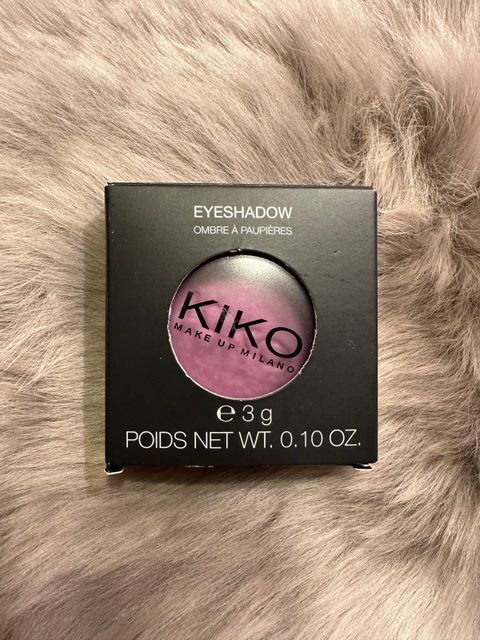 EYESHADOW
OMBRE À PAUPIÈRES
KIKO
MAKE UP MILANO
℮ 3 g
POIDS NET WT. 0.10 OZ.